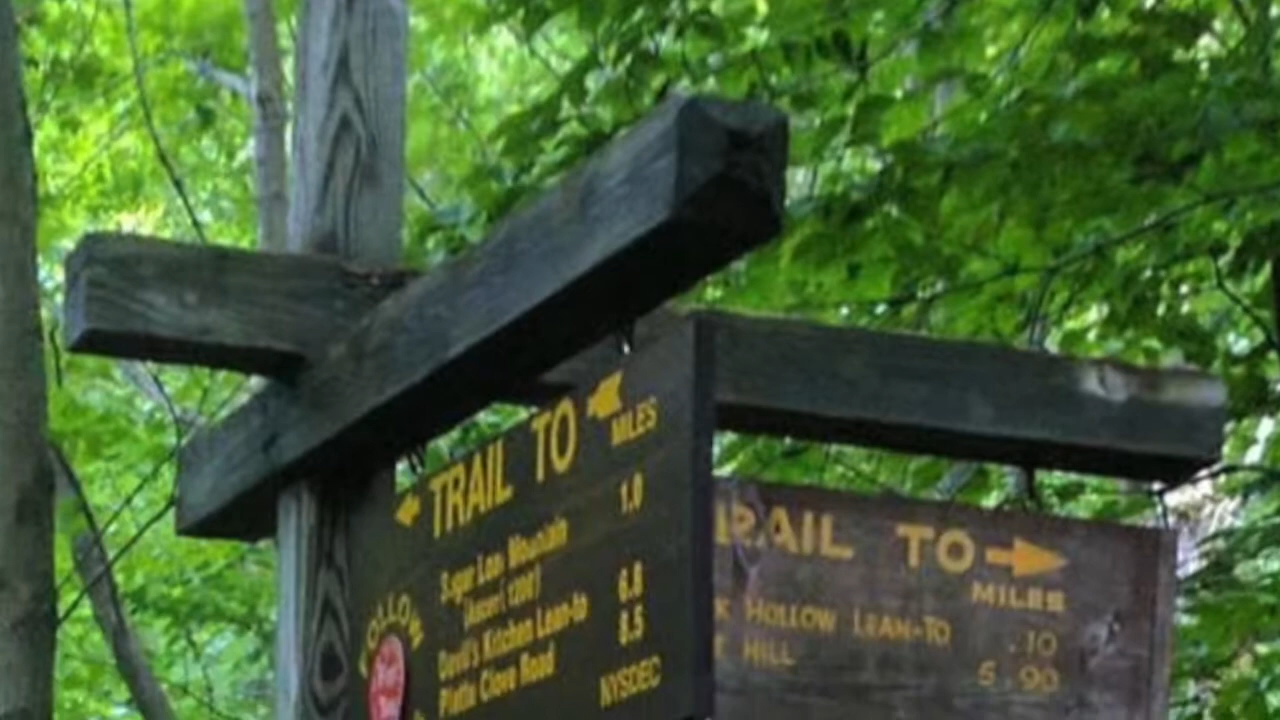 TRAIL TO
MILES
Sugar Loaf Mountain 1.0
(Ascent 1200')
Devil's Kitchen Lean-to 6.8
Platte Clove Road 8.5
NYSDEC
FOLLOW
RAIL TO
MILES
K HOLLOW LEAN-TO .10
T HILL 5.90